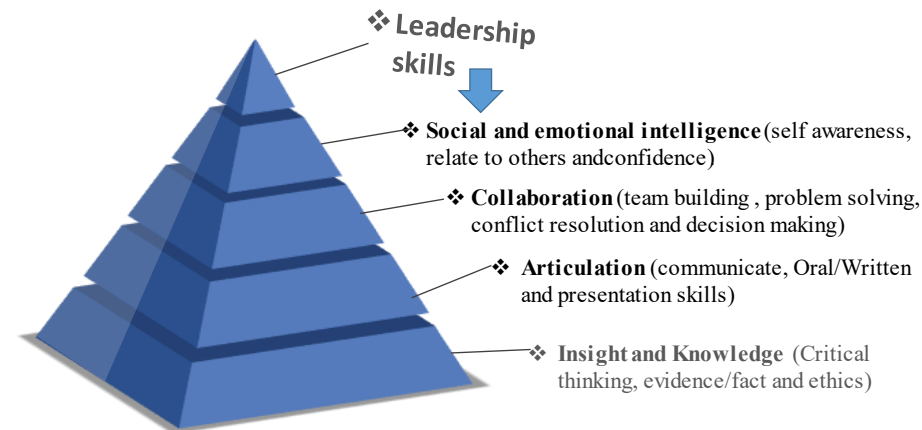 ❖ Leadership
skills
❖ Social and emotional intelligence (self awareness,
relate to others andconfidence)
❖ Collaboration (team building , problem solving,
conflict resolution and decision making)
❖ Articulation (communicate, Oral/Written
and presentation skills)
❖ Insight and Knowledge (Critical
thinking, evidence/fact and ethics)